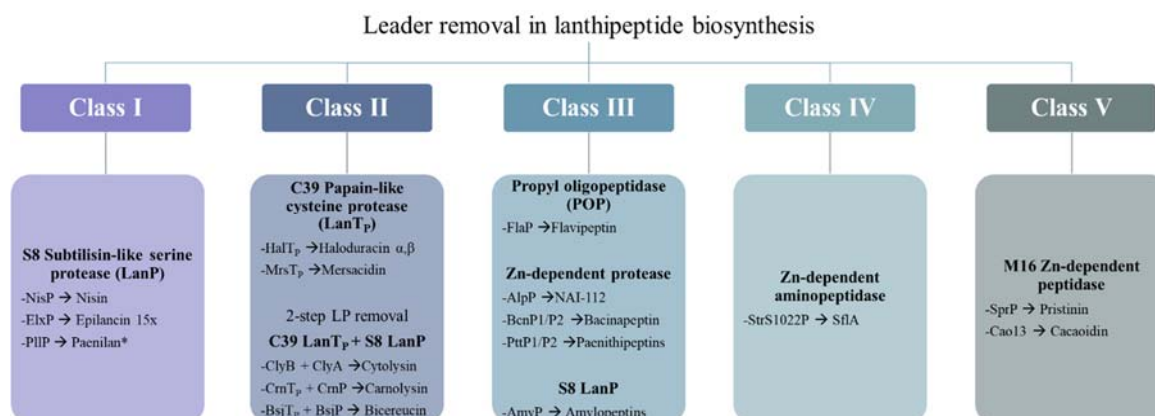 Leader removal in lanthipeptide biosynthesis
Class I
Class II
Class III
Class IV
Class V
S8 Subtilisin-like serine
protease (LanP)
-NisP → Nisin
-ElxP → Epilancin 15x
-PllP → Paenilan*
C39 Papain-like
cysteine protease
(LanTP)
-HalTP →Haloduracin α,β
-MrsTP → Mersacidin
2-step LP removal
C39 LanTP + S8 LanP
-ClyB + ClyA →Cytolysin
-CrnTP + CrnP →Carnolysin
-BsjTP + BsjP → Bicereucin
Propyl oligopeptidase
(POP)
-FlaP →Flavipeptin
Zn-dependent protease
-AlpP →NAI-112
-BcnP1/P2 →Bacinapeptin
-PttP1/P2 →Paenithipeptins
S8 LanP
-AmyP → Amylopeptins
Zn-dependent
aminopeptidase
-StrS1022P → SflA
M16 Zn-dependent
peptidase
-SprP → Pristinin
-Cao13 → Cacaoidin